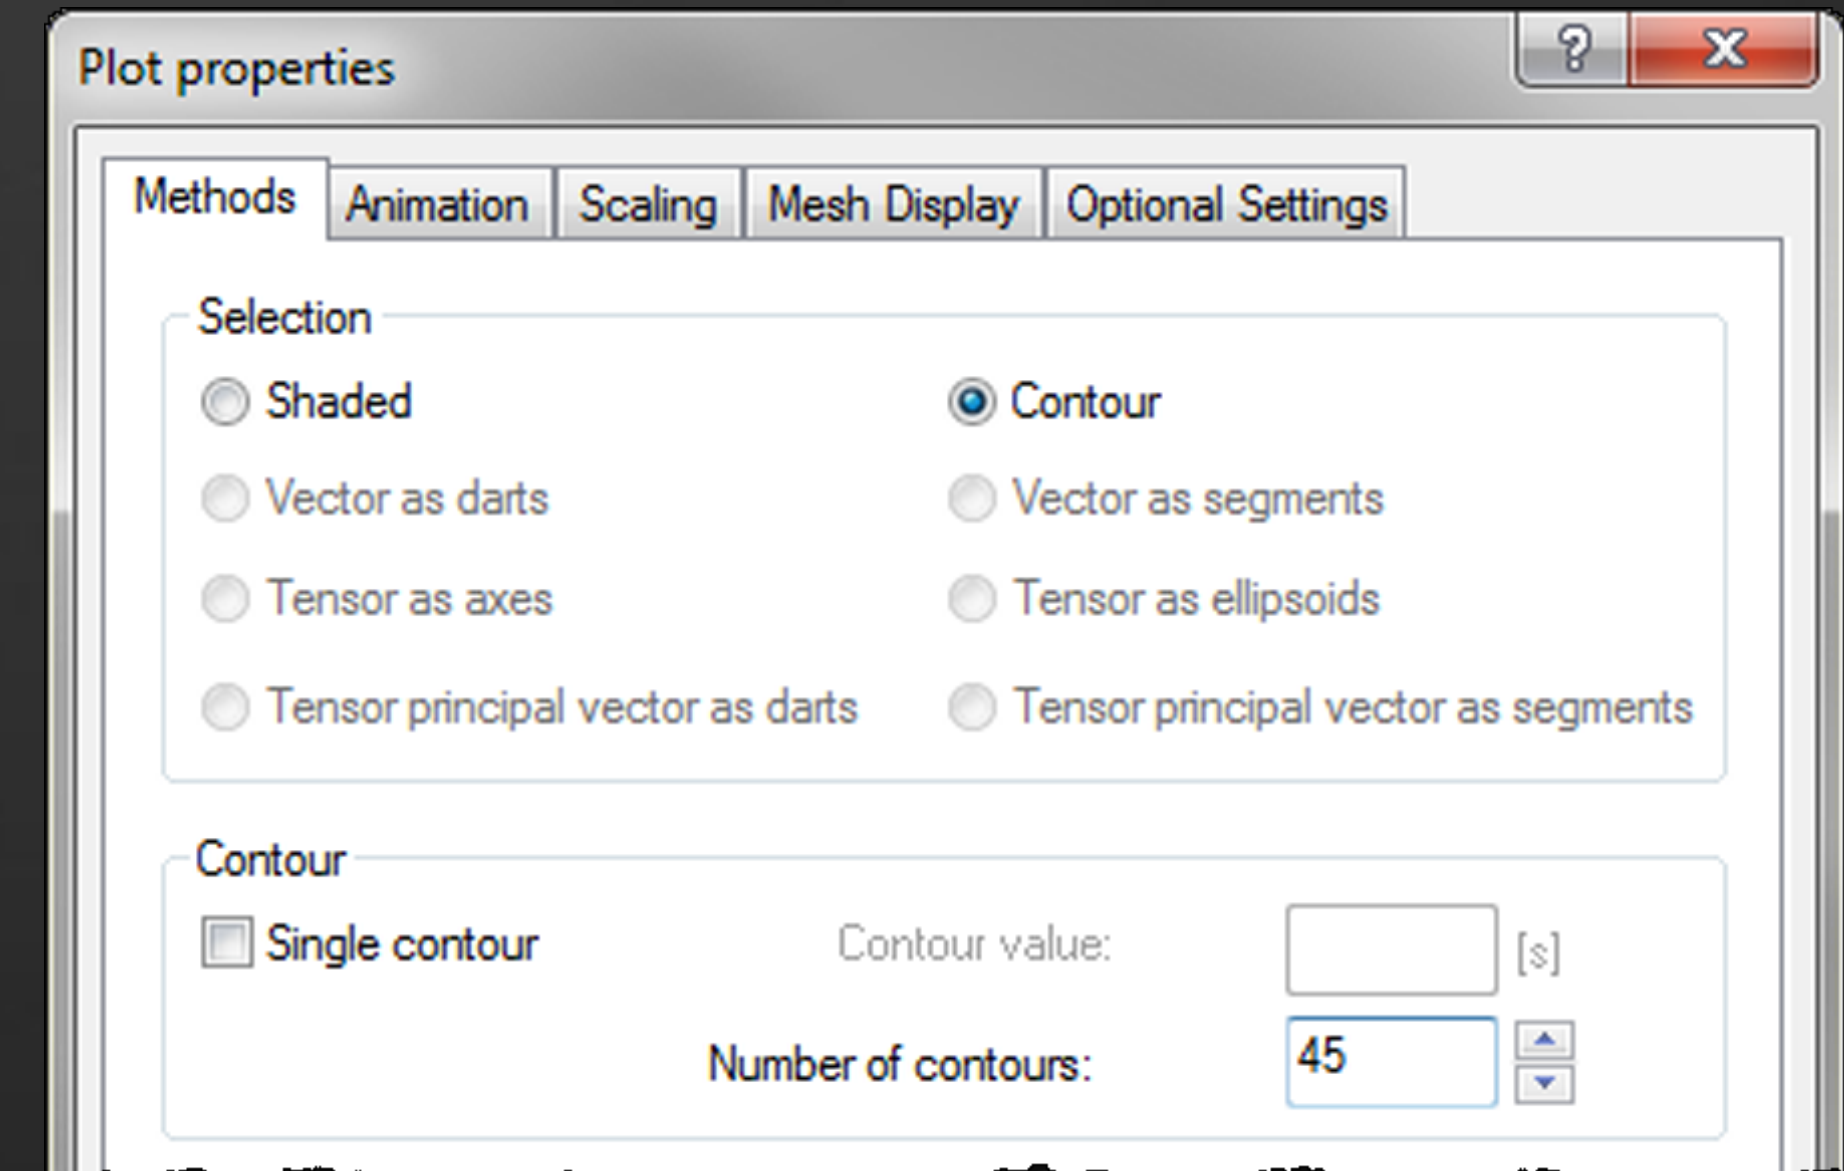 Plot properties
Methods Animation Scaling Mesh Display Optional Settings
Selection
Shaded Contour
Vector as darts Vector as segments
Tensor as axes Tensor as ellipsoids
Tensor principal vector as darts Tensor principal vector as segments
Contour
Single contour Contour value: [s]
Number of contours: 45